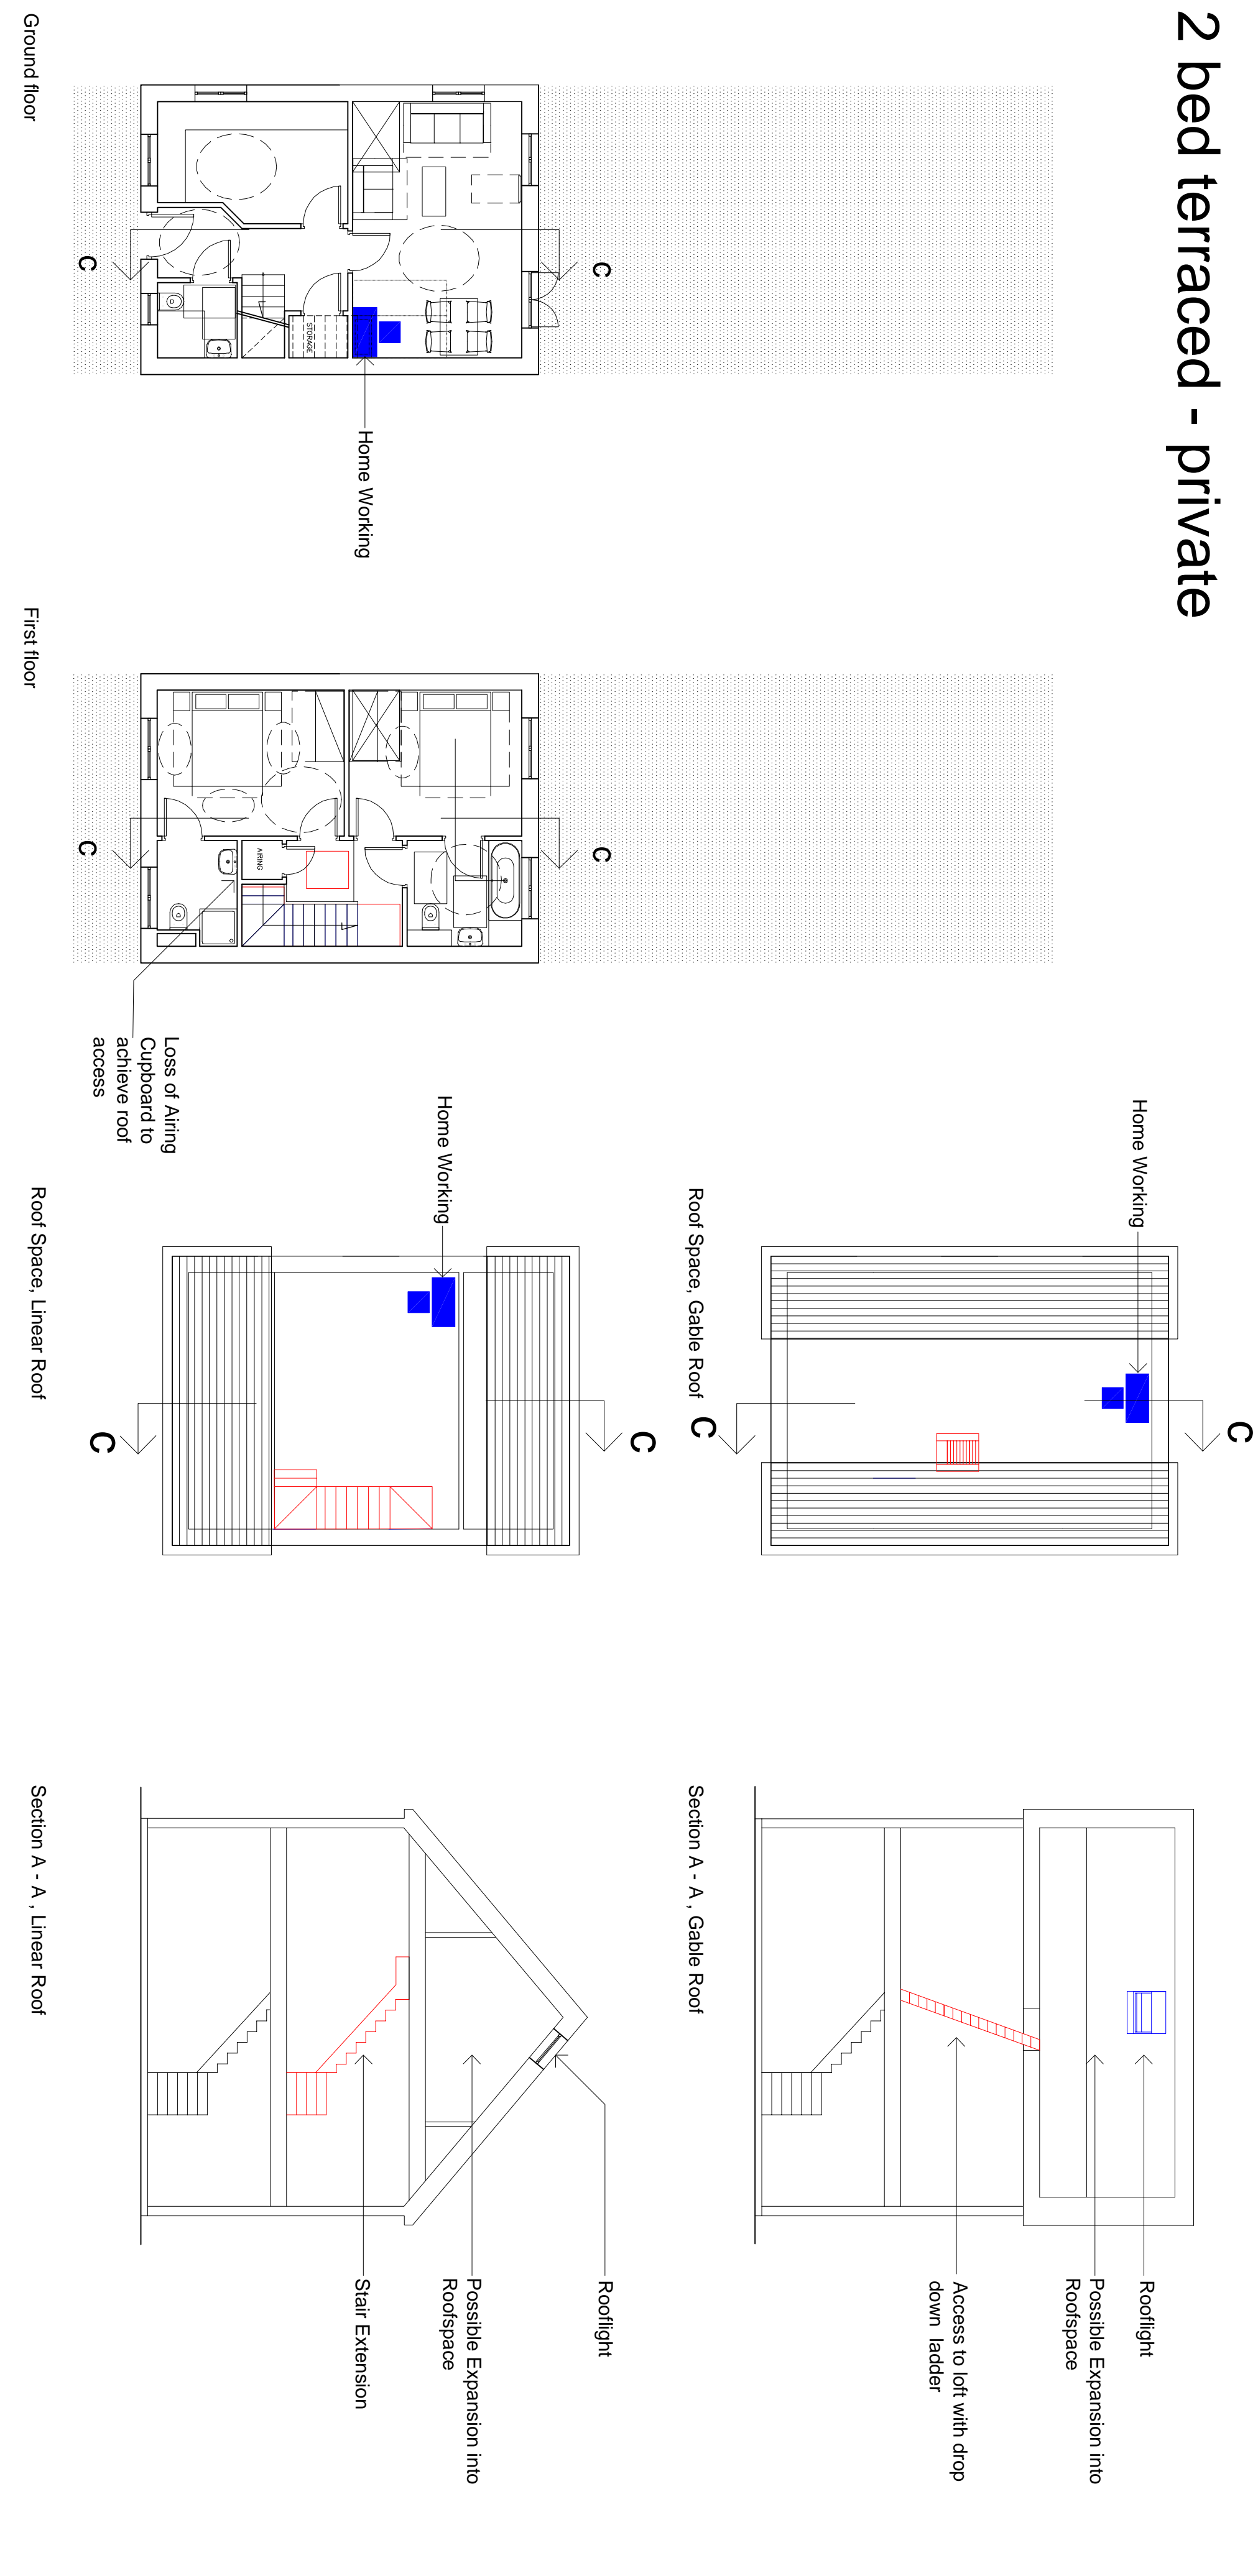 2 bed terraced - private
Home Working
C
C
Roof Space, Gable Roof
Rooflight
Possible Expansion into
Roofspace
Access to loft with drop
down ladder
Section A - A , Gable Roof
C
C
STORAGE
Home Working
Ground floor
C
C
AIRING
Loss of Airing
Cupboard to
achieve roof
access
First floor
Home Working
C
C
Roof Space, Linear Roof
Rooflight
Possible Expansion into
Roofspace
Stair Extension
Section A - A , Linear Roof